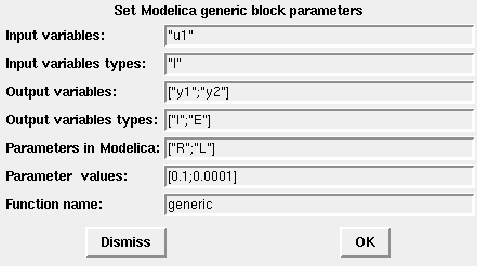 Set Modelica generic block parameters
Input variables: "u1"
Input variables types: "I"
Output variables: ["y1";"y2"]
Output variables types: ["I";"E"]
Parameters in Modelica: ["R";"L"]
Parameter values: [0.1;0.0001]
Function name: generic
Dismiss OK